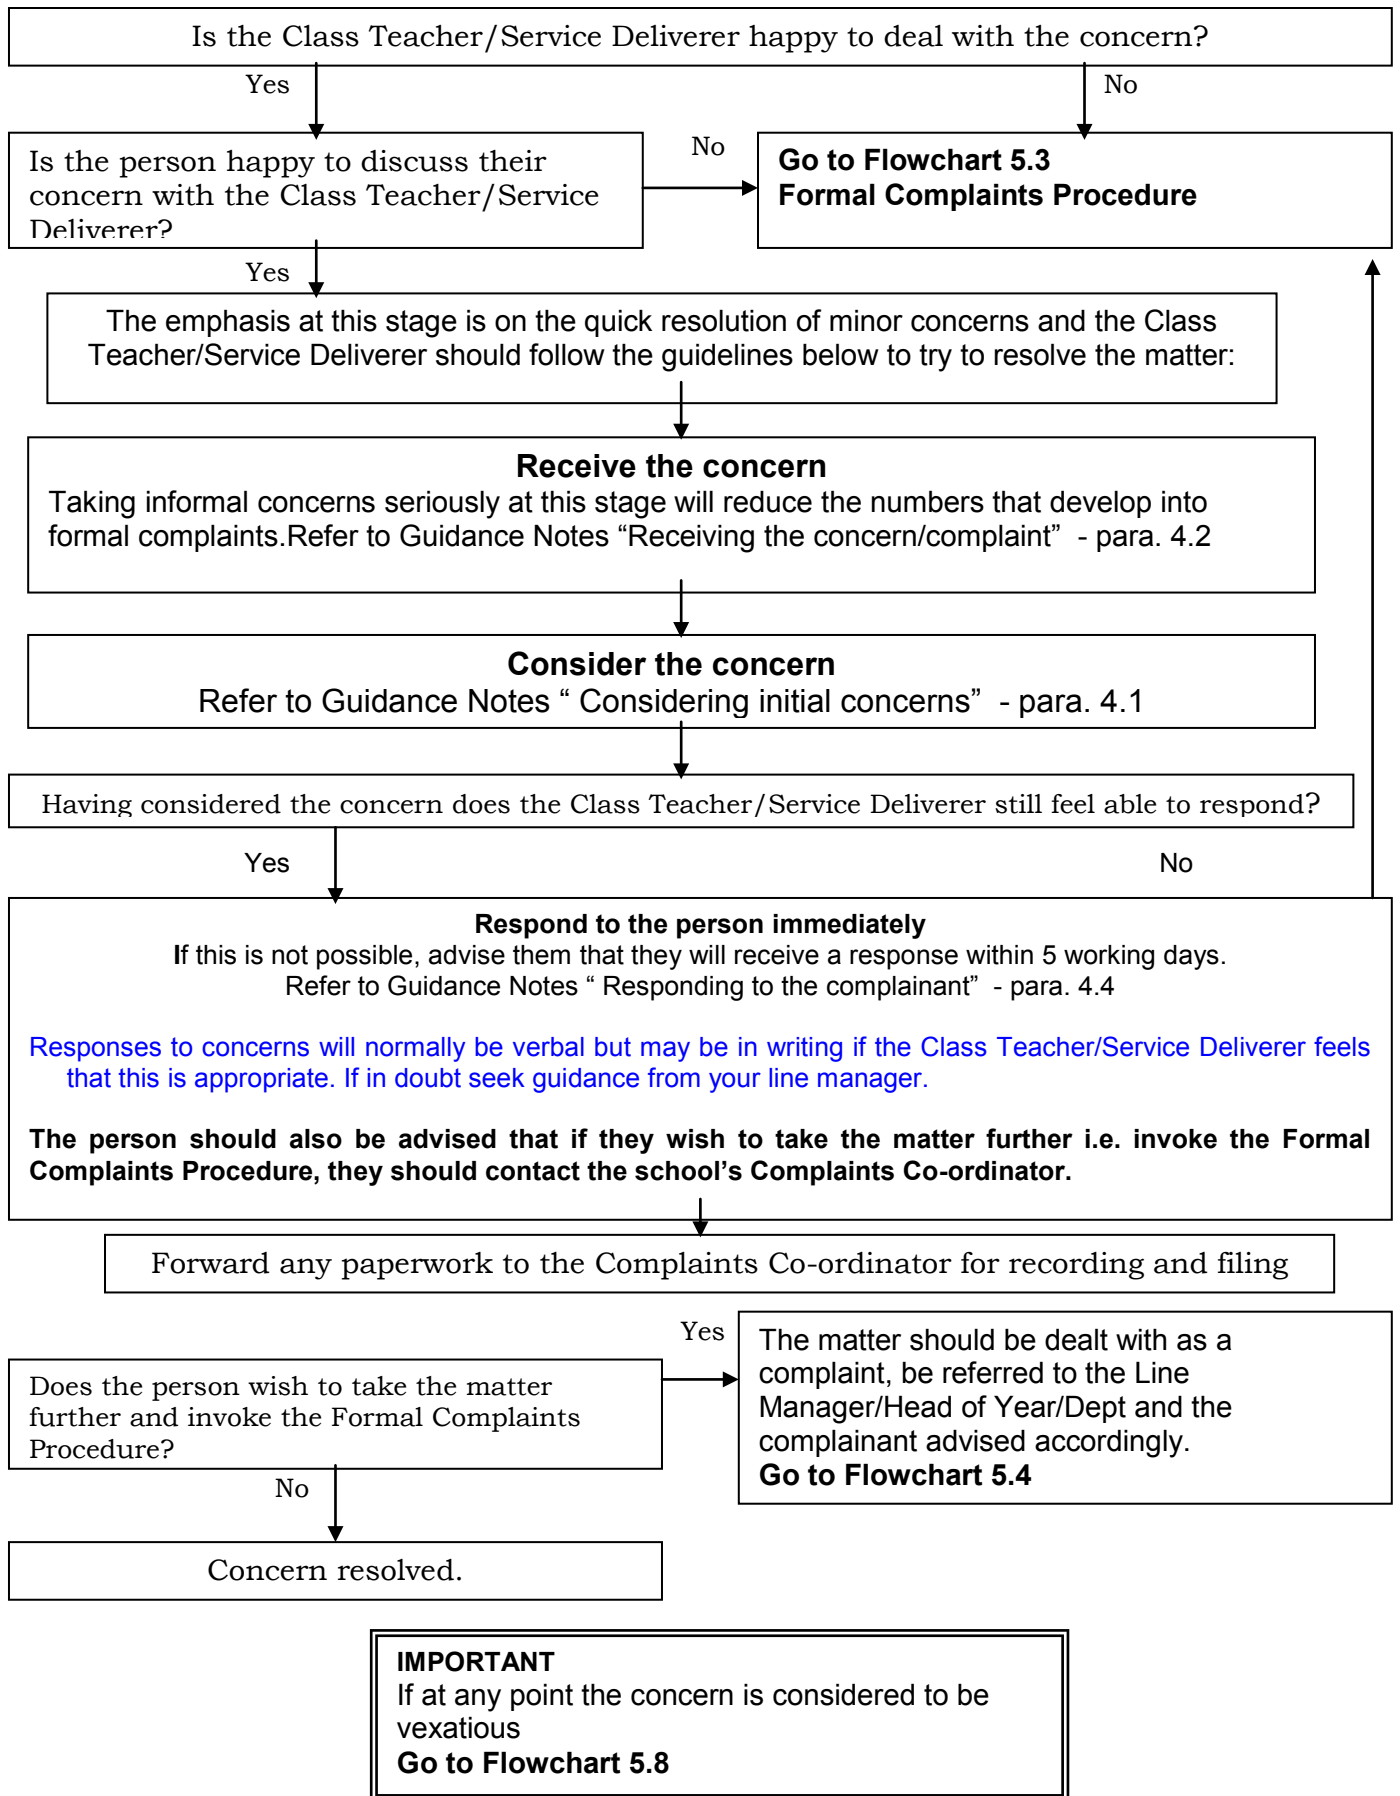 Is the Class Teacher/Service Deliverer happy to deal with the concern?
Yes
No
Is the person happy to discuss their
concern with the Class Teacher/Service
Deliverer?
No
Go to Flowchart 5.3
Formal Complaints Procedure
Yes
The emphasis at this stage is on the quick resolution of minor concerns and the Class
Teacher/Service Deliverer should follow the guidelines below to try to resolve the matter:
Receive the concern
Taking informal concerns seriously at this stage will reduce the numbers that develop into
formal complaints.Refer to Guidance Notes “Receiving the concern/complaint” - para. 4.2
Consider the concern
Refer to Guidance Notes “ Considering initial concerns” - para. 4.1
Having considered the concern does the Class Teacher/Service Deliverer still feel able to respond?
Yes
No
Respond to the person immediately
If this is not possible, advise them that they will receive a response within 5 working days.
Refer to Guidance Notes “ Responding to the complainant” - para. 4.4
Responses to concerns will normally be verbal but may be in writing if the Class Teacher/Service Deliverer feels
that this is appropriate. If in doubt seek guidance from your line manager.
The person should also be advised that if they wish to take the matter further i.e. invoke the Formal
Complaints Procedure, they should contact the school’s Complaints Co-ordinator.
Forward any paperwork to the Complaints Co-ordinator for recording and filing
Does the person wish to take the matter
further and invoke the Formal Complaints
Procedure?
Yes
The matter should be dealt with as a
complaint, be referred to the Line
Manager/Head of Year/Dept and the
complainant advised accordingly.
Go to Flowchart 5.4
No
Concern resolved.
IMPORTANT
If at any point the concern is considered to be
vexatious
Go to Flowchart 5.8